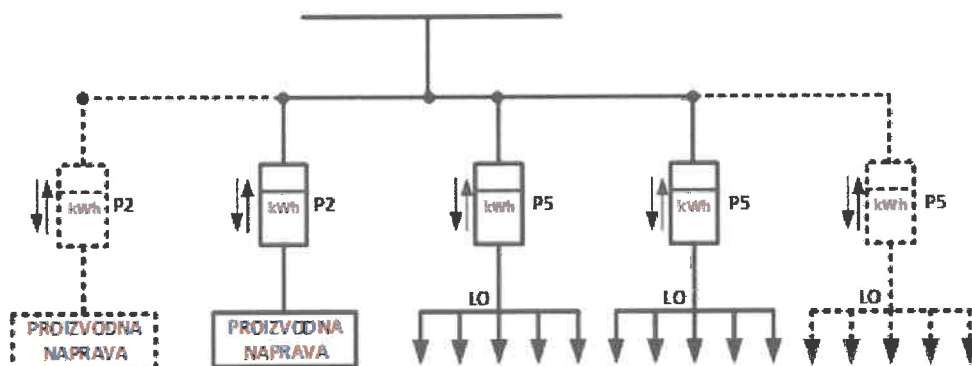 kWh P2
kWh P2
kWh P5
kWh P5
kWh P5
LO
LO
LO
PROIZVODNA
NAPRAVA
PROIZVODNA
NAPRAVA